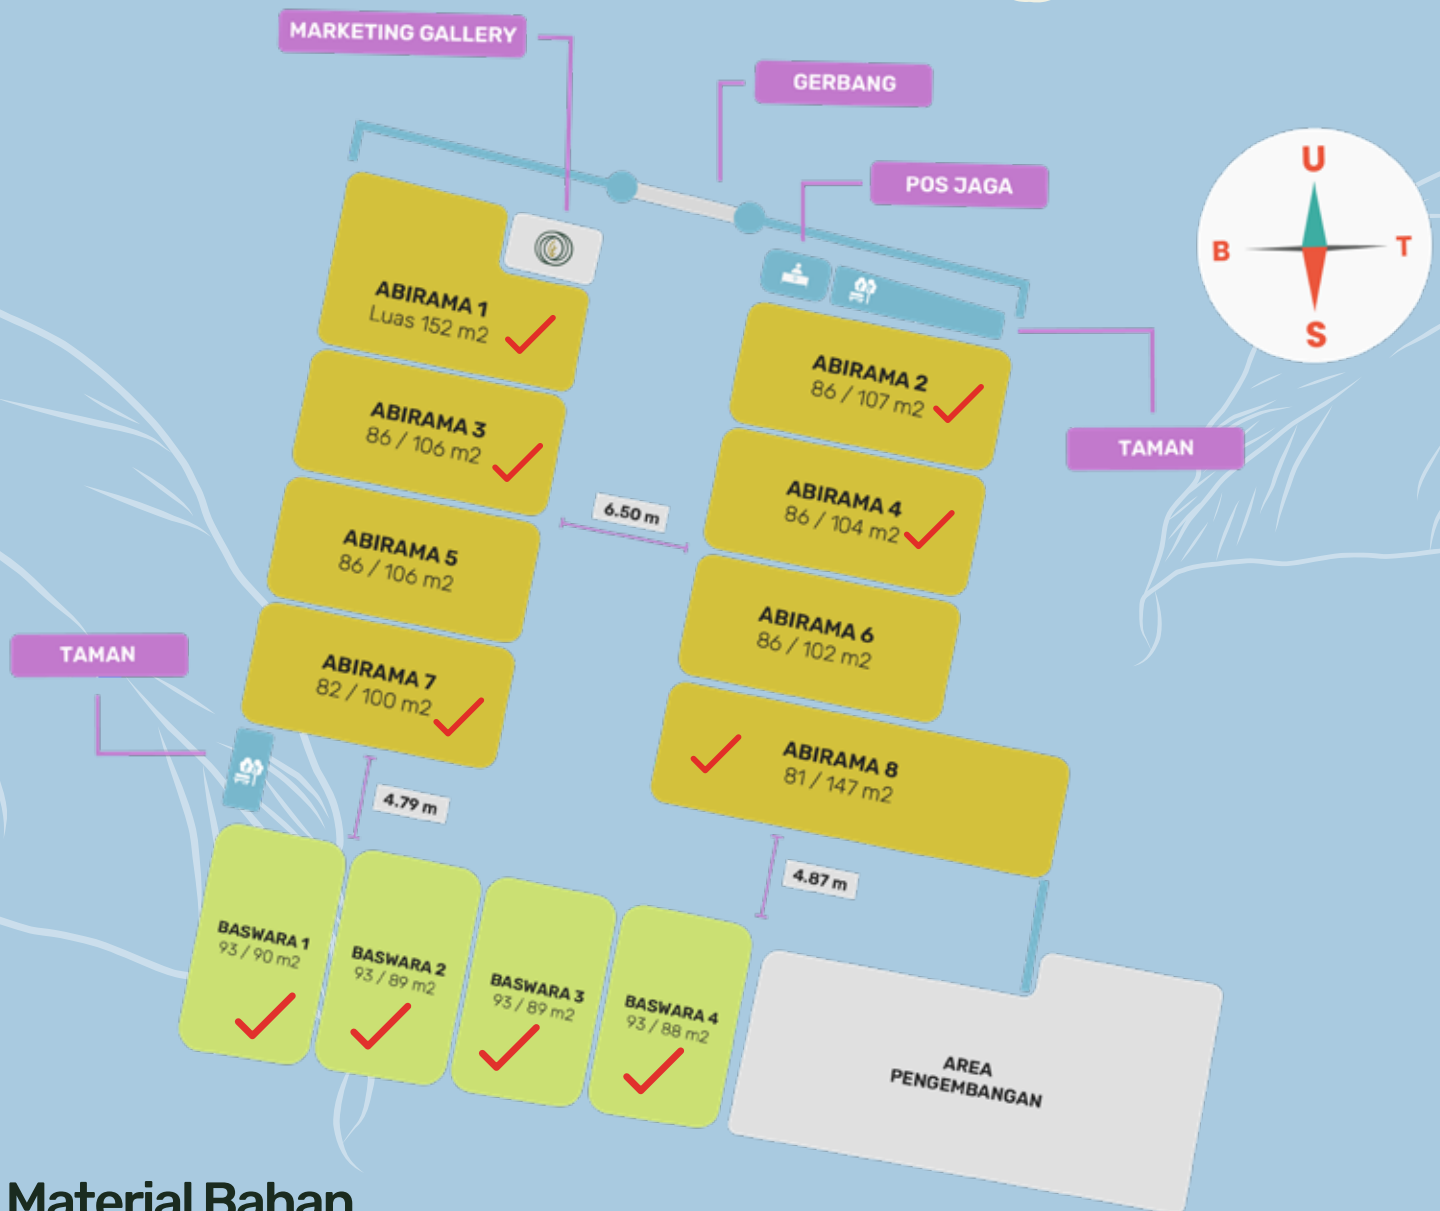 MARKETING GALLERY
GERBANG
POS JAGA
U
B
T
S
ABIRAMA 1
Luas 152 m2
ABIRAMA 2
86 / 107 m2
ABIRAMA 3
86 / 106 m2
TAMAN
ABIRAMA 4
86 / 104 m2
6.50 m
ABIRAMA 5
86 / 106 m2
ABIRAMA 6
86 / 102 m2
TAMAN
ABIRAMA 7
82 / 100 m2
ABIRAMA 8
81 / 147 m2
4.79 m
4.87 m
BASWARA 1
93 / 90 m2
BASWARA 2
93 / 89 m2
BASWARA 3
93 / 89 m2
BASWARA 4
93 / 88 m2
AREA
PENGEMBANGAN
Material Bahan